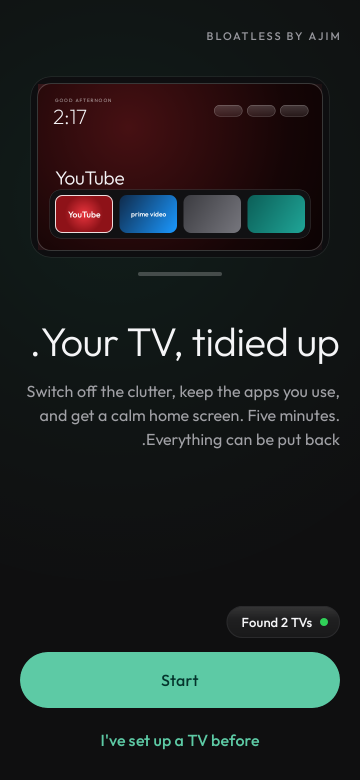 BLOATLESS BY AJIM
GOOD AFTERNOON
2:17
YouTube
YouTube
prime video
.Your TV, tidied up
Switch off the clutter, keep the apps you use,
and get a calm home screen. Five minutes.
.Everything can be put back
Found 2 TVs
Start
I've set up a TV before